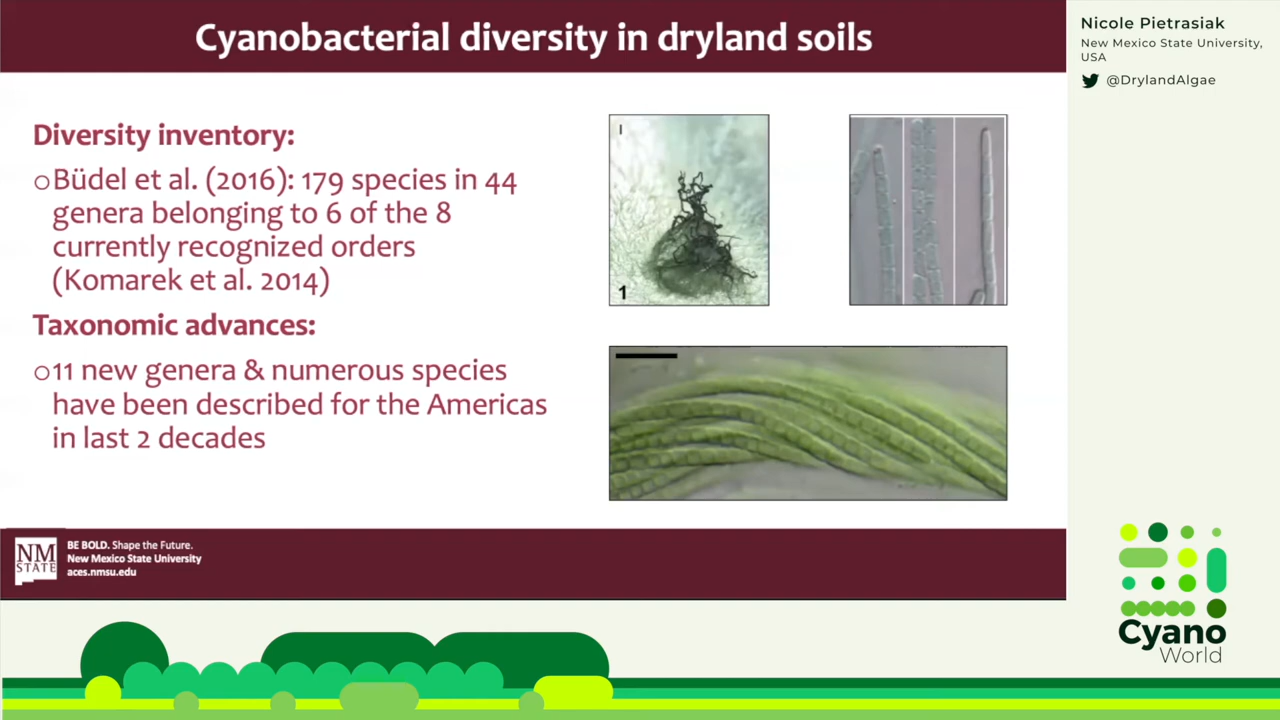 Cyanobacterial diversity in dryland soils
Diversity inventory:
○Büdel et al. (2016): 179 species in 44
genera belonging to 6 of the 8
currently recognized orders
(Komarek et al. 2014)
Taxonomic advances:
○11 new genera & numerous species
have been described for the Americas
in last 2 decades
I
1
NM
STATE
BE BOLD. Shape the Future.
New Mexico State University
aces.nmsu.edu
Nicole Pietrasiak
New Mexico State University,
USA
@DrylandAlgae
Cyano
World